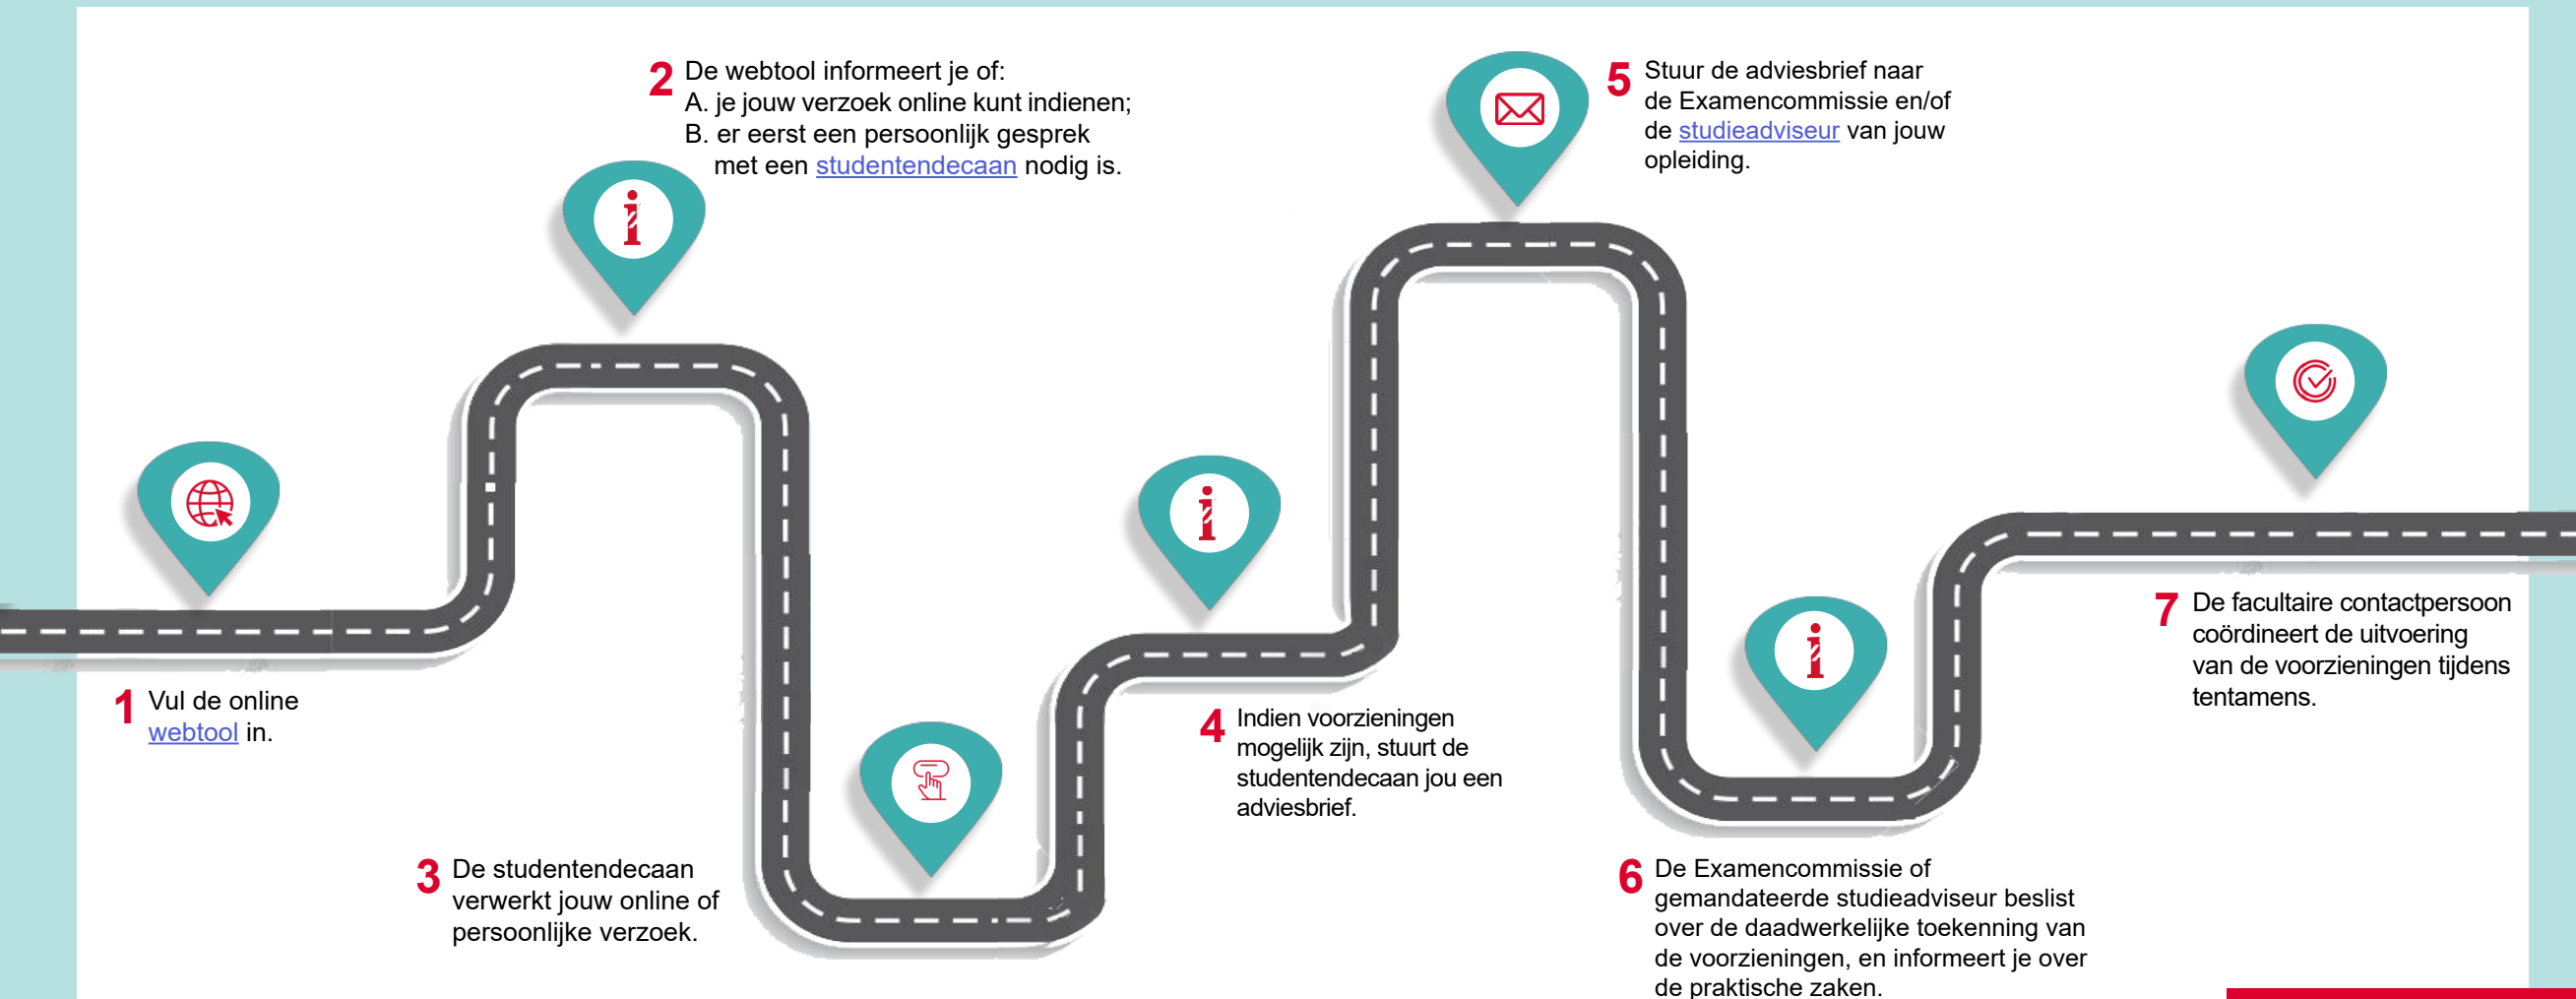 1 Vul de online
webtool in.
2 De webtool informeert je of:
A. je jouw verzoek online kunt indienen;
B. er eerst een persoonlijk gesprek
met een studentendecaan nodig is.
3 De studentendecaan
verwerkt jouw online of
persoonlijke verzoek.
4 Indien voorzieningen
mogelijk zijn, stuurt de
studentendecaan jou een
adviesbrief.
5 Stuur de adviesbrief naar
de Examencommissie en/of
de studieadviseur van jouw
opleiding.
6 De Examencommissie of
gemandateerde studieadviseur beslist
over de daadwerkelijke toekenning van
de voorzieningen, en informeert je over
de praktische zaken.
7 De facultaire contactpersoon
coördineert de uitvoering
van de voorzieningen tijdens
tentamens.